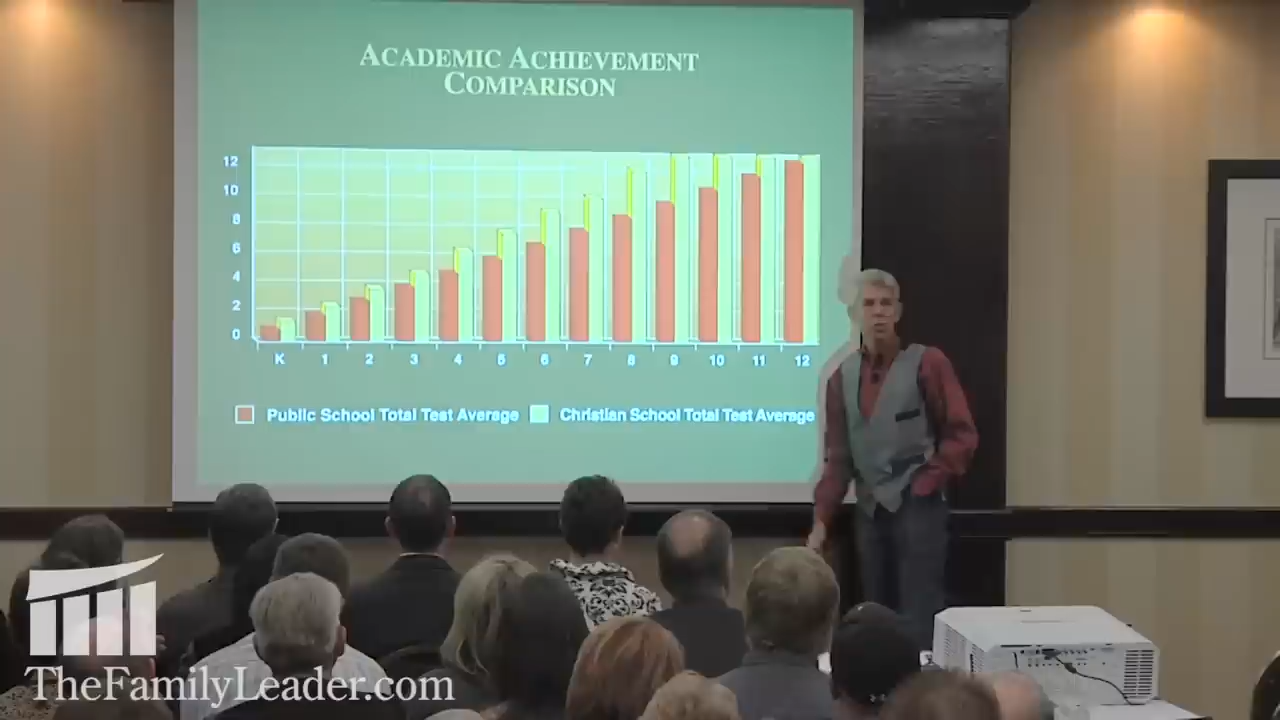 ACADEMIC ACHIEVEMENT
COMPARISON
12
10
8
6
4
2
0
K 1 2 3 4 5 6 7 8 9 10 11 12
Public School Total Test Average Christian School Total Test Average
TheFamilyLeader.com